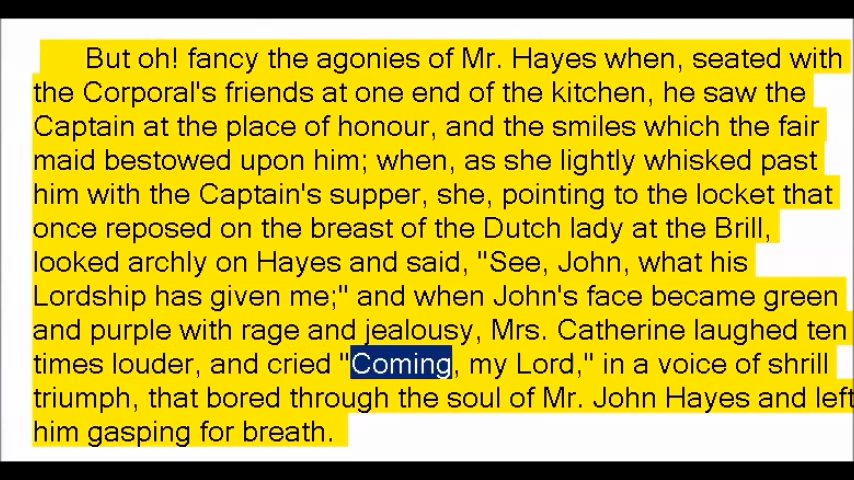 But oh! fancy the agonies of Mr. Hayes when, seated with
the Corporal's friends at one end of the kitchen, he saw the
Captain at the place of honour, and the smiles which the fair
maid bestowed upon him; when, as she lightly whisked past
him with the Captain's supper, she, pointing to the locket that
once reposed on the breast of the Dutch lady at the Brill,
looked archly on Hayes and said, "See, John, what his
Lordship has given me;" and when John's face became green
and purple with rage and jealousy, Mrs. Catherine laughed ten
times louder, and cried "Coming, my Lord," in a voice of shrill
triumph, that bored through the soul of Mr. John Hayes and left
him gasping for breath.